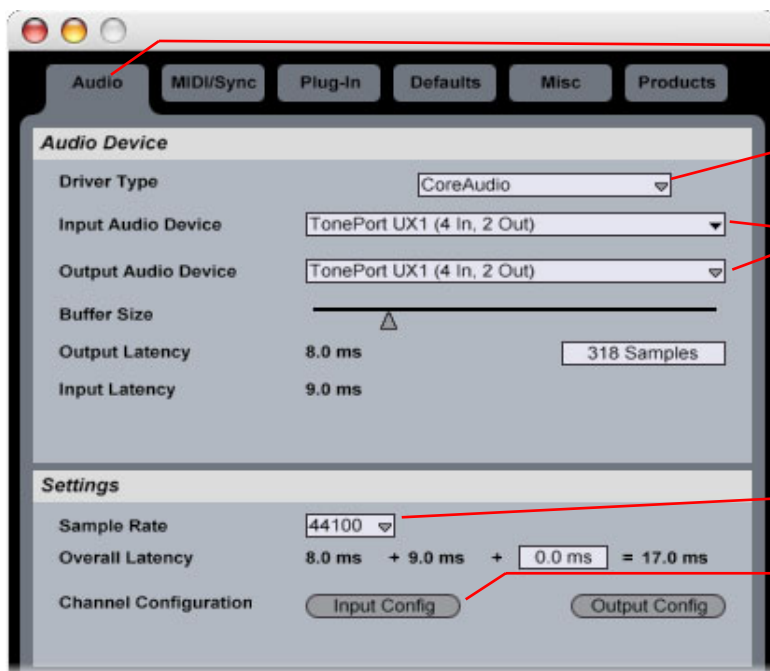 Audio MIDI/Sync Plug-In Defaults Misc Products
Audio Device
Driver Type CoreAudio
Input Audio Device TonePort UX1 (4 In, 2 Out)
Output Audio Device TonePort UX1 (4 In, 2 Out)
Buffer Size
Output Latency 8.0 ms 318 Samples
Input Latency 9.0 ms
Settings
Sample Rate 44100
Overall Latency 8.0 ms + 9.0 ms + 0.0 ms = 17.0 ms
Channel Configuration Input Config Output Config